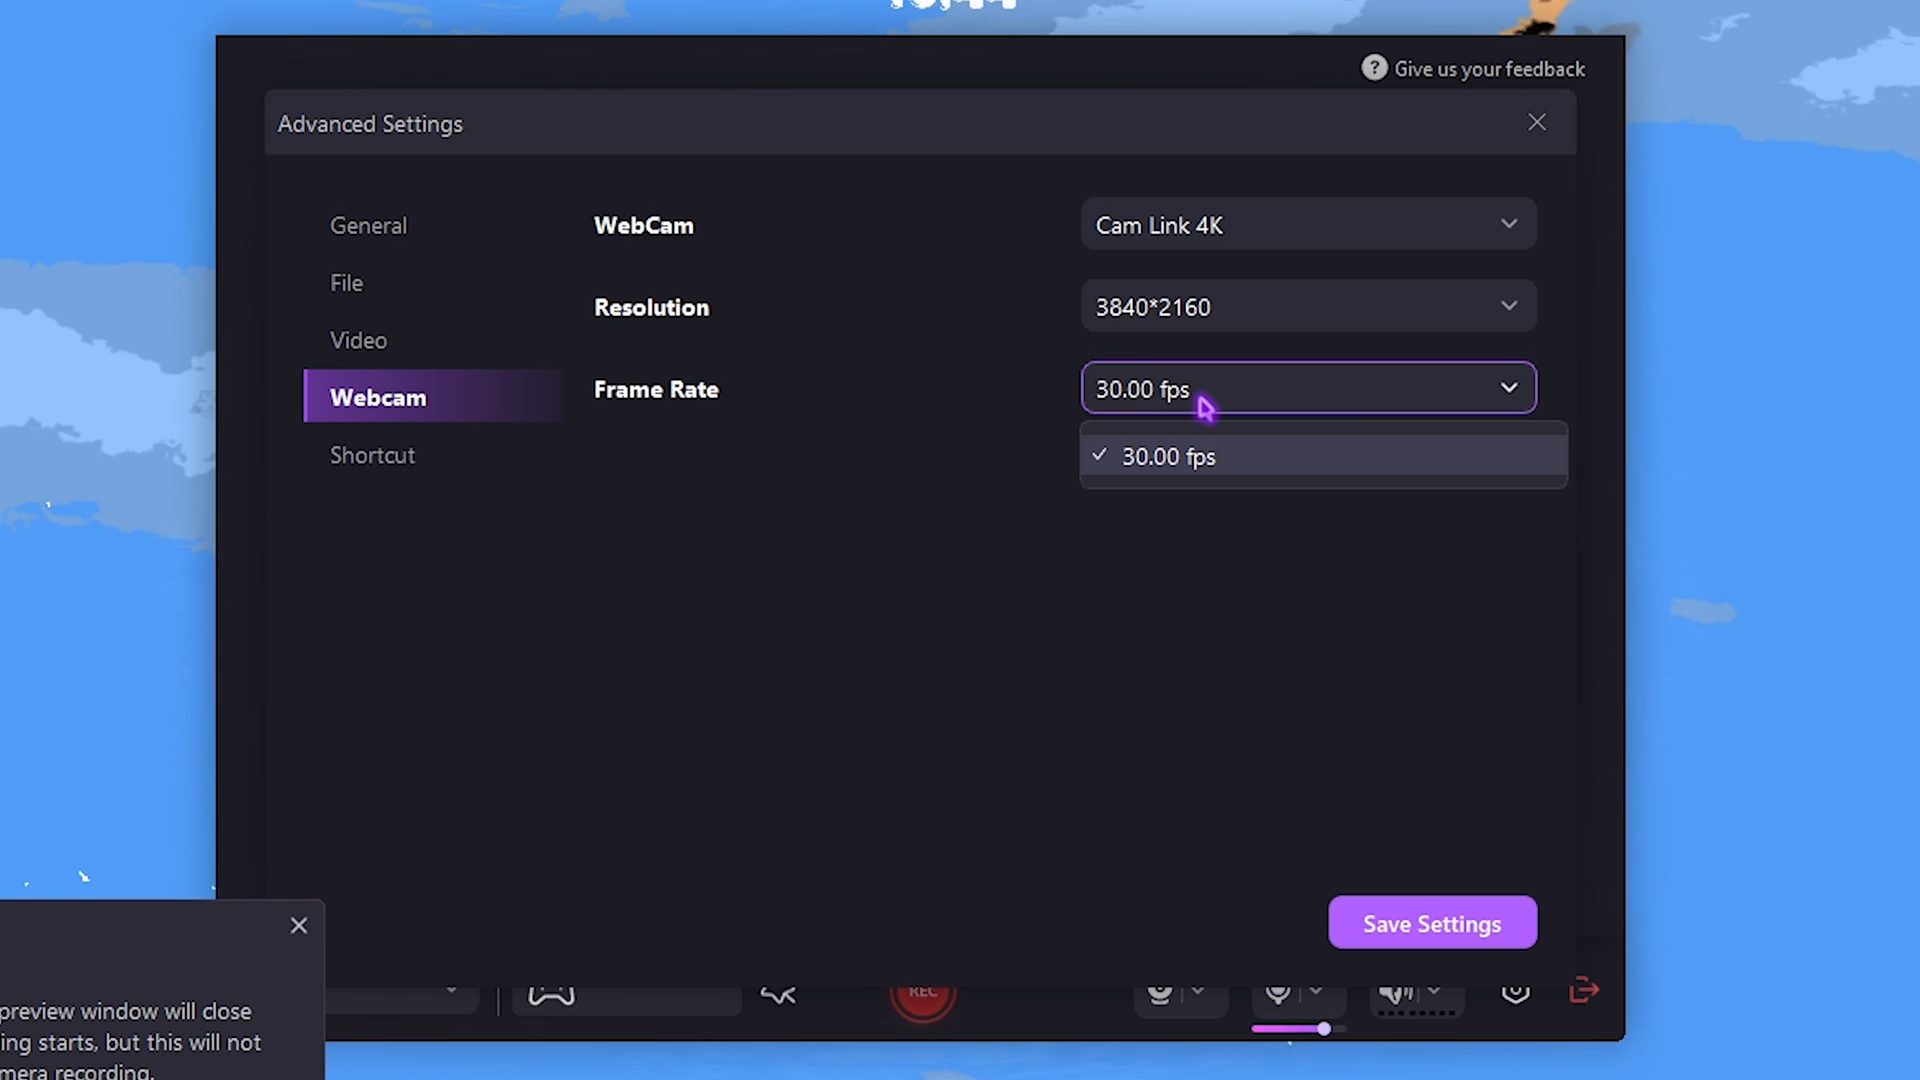 Give us your feedback
Advanced Settings
General
WebCam
Cam Link 4K
File
Resolution
3840*2160
Video
Webcam
Frame Rate
30.00 fps
30.00 fps
Shortcut
Save Settings
REC
preview window will close
ing starts, but this will not
mera recording.